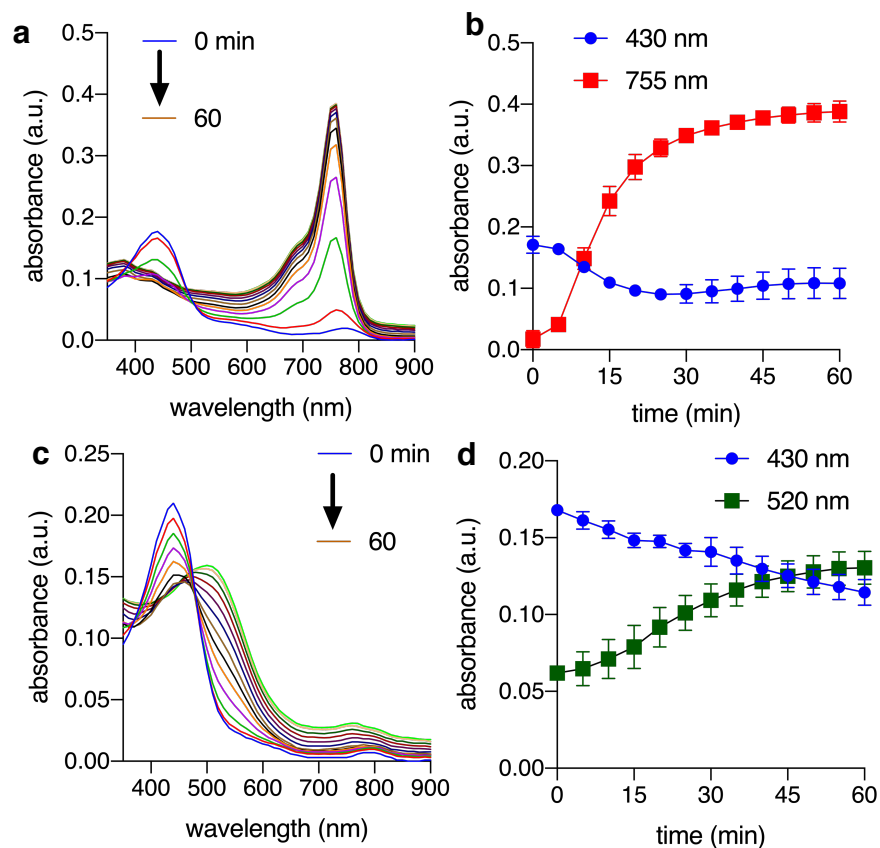 a
0.5
0.4
0.3
0.2
0.1
0.0
absorbance (a.u.)
0 min
60
400 500 600 700 800 900
wavelength (nm)
b
430 nm
755 nm
0.5
0.4
0.3
0.2
0.1
0.0
absorbance (a.u.)
0 15 30 45 60
time (min)
c
0.25
0.20
0.15
0.10
0.05
0.00
absorbance (a.u.)
0 min
60
400 500 600 700 800 900
wavelength (nm)
d
430 nm
520 nm
0.20
0.15
0.10
0.05
0.00
absorbance (a.u.)
0 15 30 45 60
time (min)